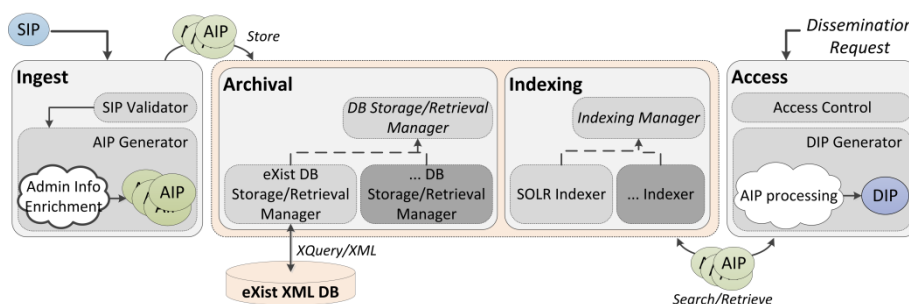 SIP
AIP
Store
Dissemination
Request
Ingest
SIP Validator
AIP Generator
Admin Info
Enrichment
AIP
Archival
DB Storage/Retrieval
Manager
eXist DB
Storage/Retrieval
Manager
... DB
Storage/Retrieval
Manager
XQuery/XML
eXist XML DB
Indexing
Indexing Manager
SOLR Indexer
... Indexer
Access
Access Control
DIP Generator
AIP processing
DIP
AIP
Search/Retrieve